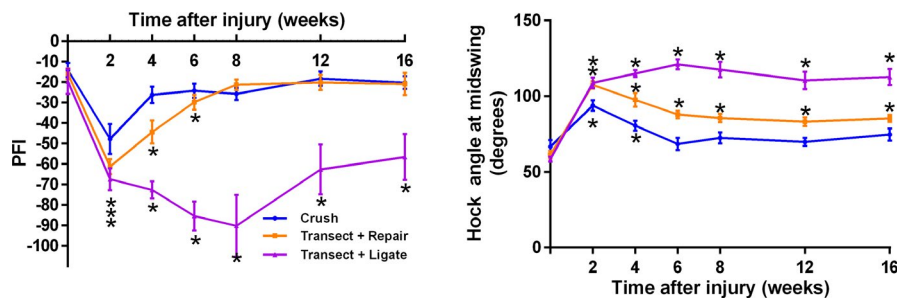 Time after injury (weeks)
0 2 4 6 8 12 16
0
-10
-20
-30
-40
-50
-60
-70
-80
-90
-100
PFI
* * * * * * * * *
Crush
Transect + Repair
Transect + Ligate
150
100
50
0
Hock angle at midswing
(degrees)
* * * * * * * * * * * * * *
2 4 6 8 12 16
Time after injury (weeks)